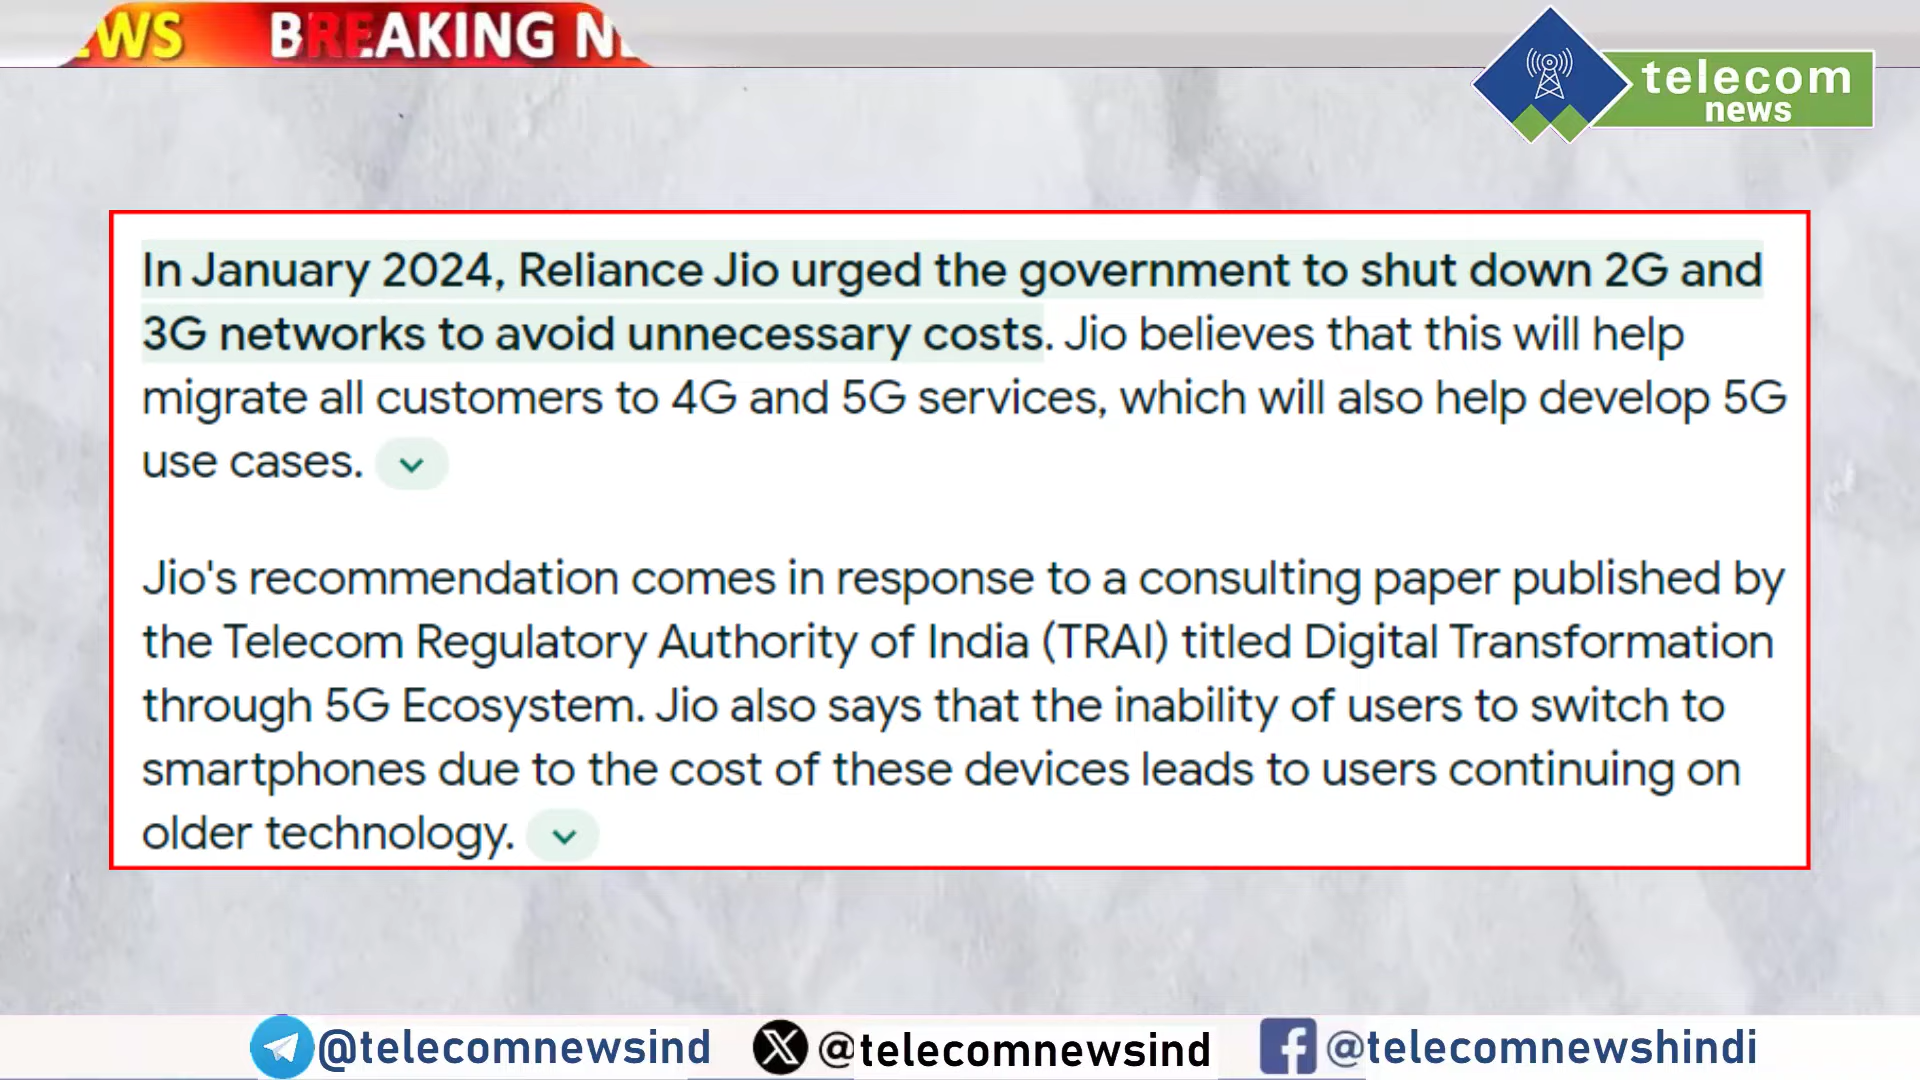 WS BREAKING N
telecom
news
In January 2024, Reliance Jio urged the government to shut down 2G and
3G networks to avoid unnecessary costs. Jio believes that this will help
migrate all customers to 4G and 5G services, which will also help develop 5G
use cases.
Jio's recommendation comes in response to a consulting paper published by
the Telecom Regulatory Authority of India (TRAI) titled Digital Transformation
through 5G Ecosystem. Jio also says that the inability of users to switch to
smartphones due to the cost of these devices leads to users continuing on
older technology.
@telecomnewsind @telecomnewsind @telecomnewshindi